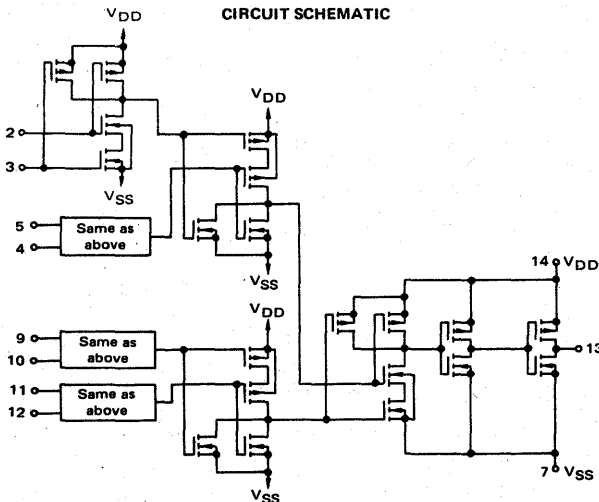 CIRCUIT SCHEMATIC
VDD
2
3
VSS
VDD
5
4
Same as
above
VSS
14 VDD
VDD
9
10
Same as
above
13
11
12
Same as
above
7 VSS
VSS